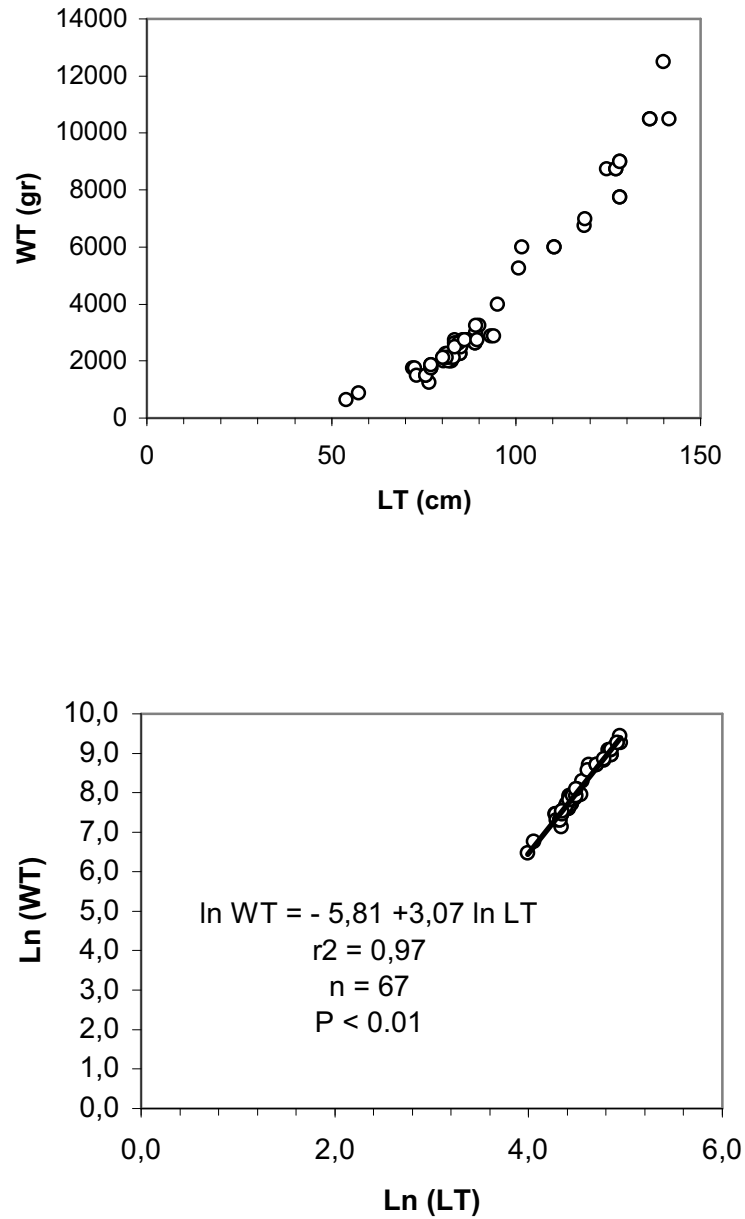 14000
12000
10000
8000
6000
4000
2000
0
WT (gr)
0 50 100 150
LT (cm)
10,0
9,0
8,0
7,0
6,0
5,0
4,0
3,0
2,0
1,0
0,0
Ln (WT)
ln WT = - 5,81 +3,07 ln LT
r2 = 0,97
n = 67
P < 0.01
0,0 2,0 4,0 6,0
Ln (LT)